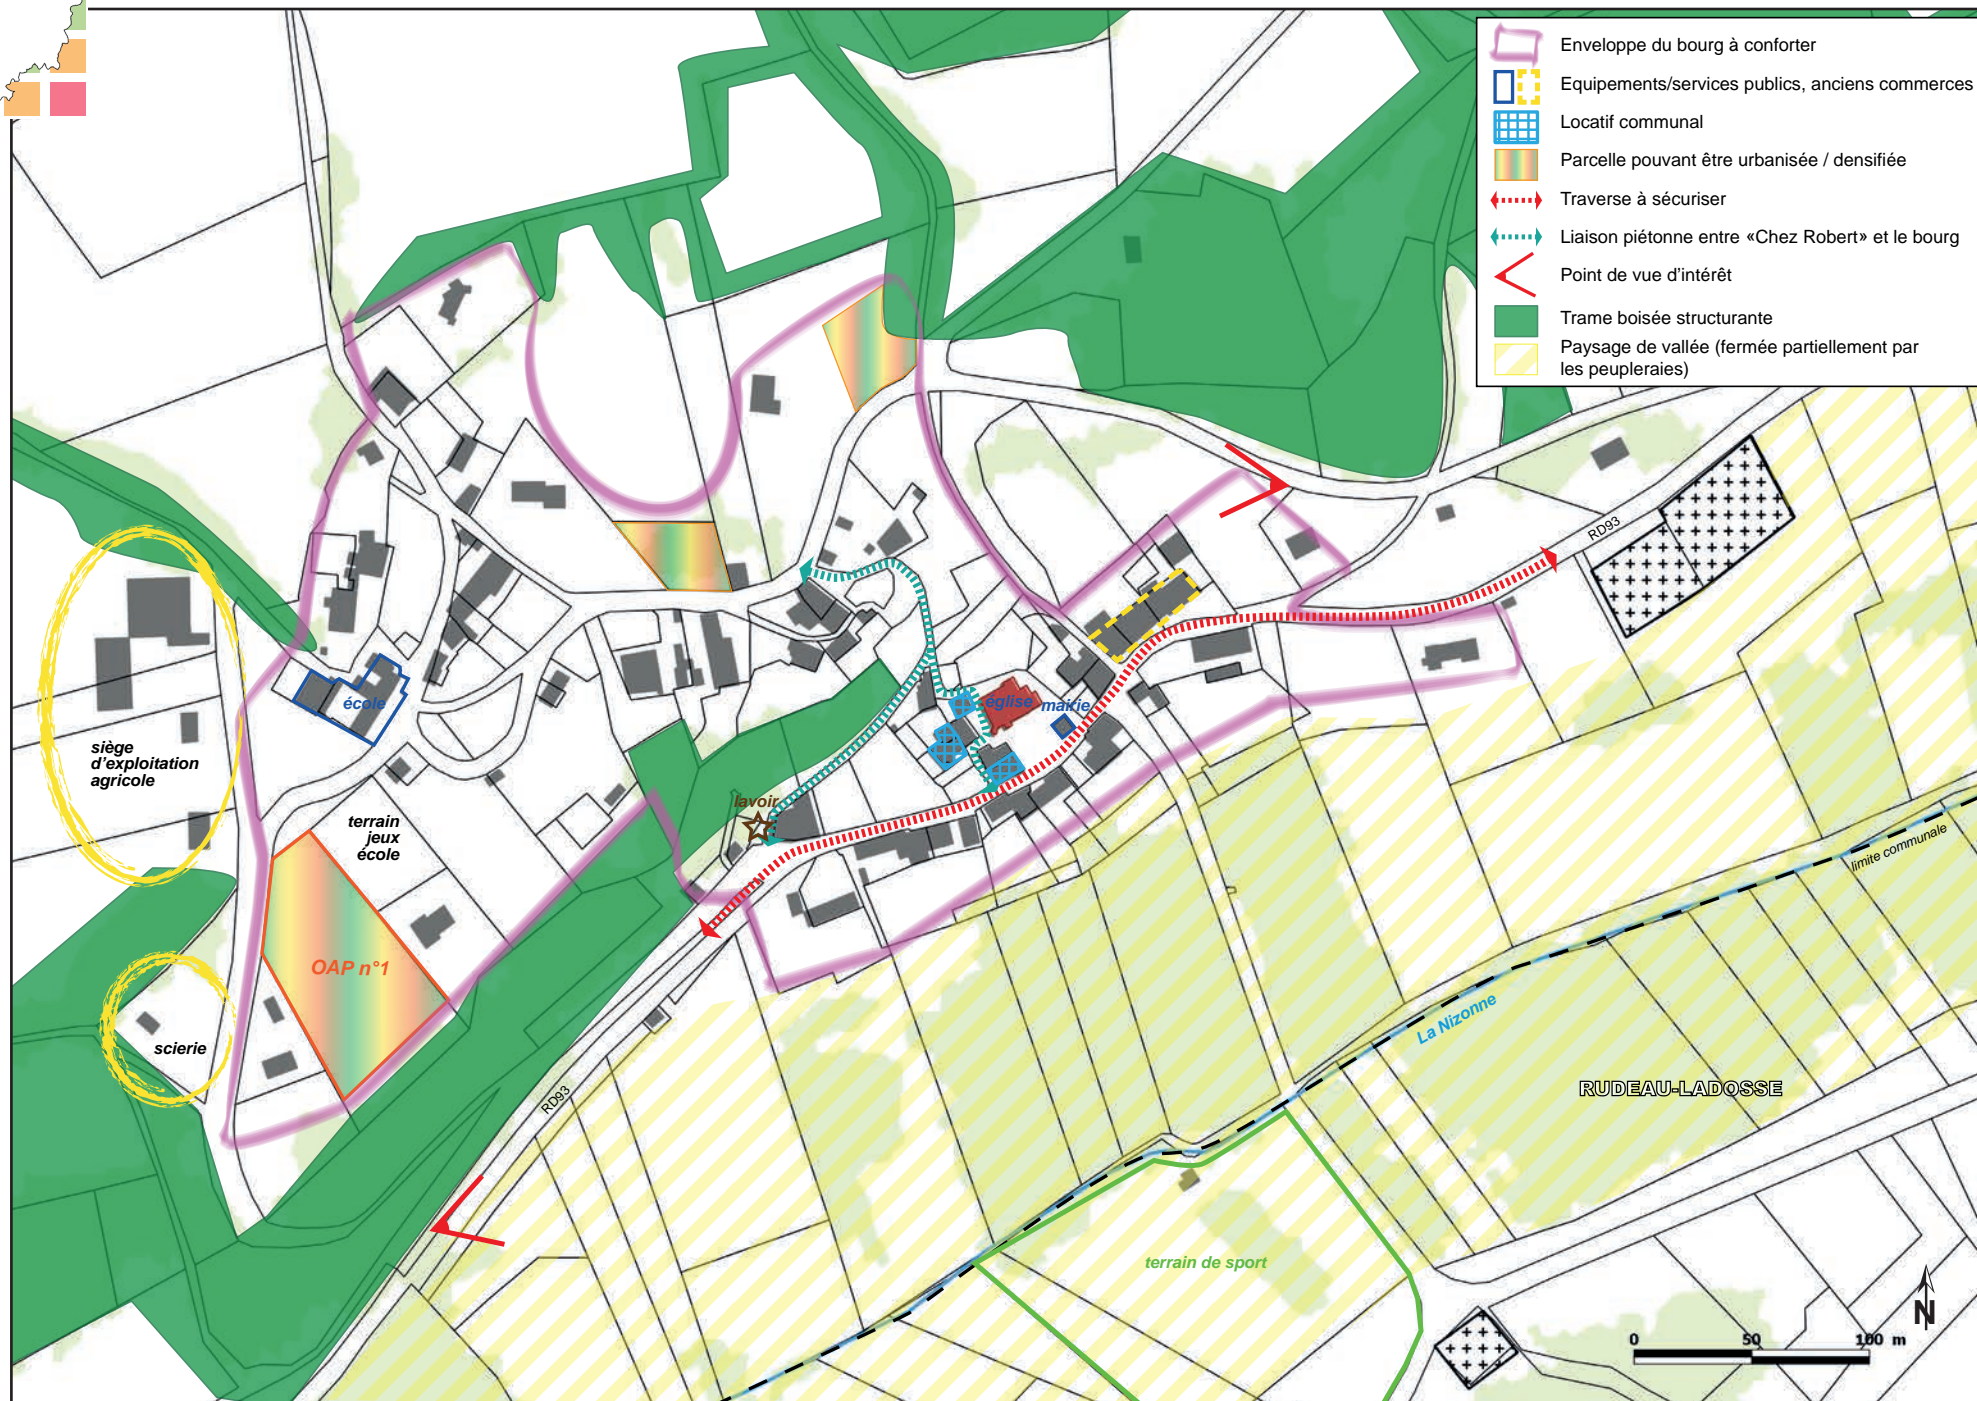 Enveloppe du bourg à conforter
Equipements/services publics, anciens commerces
Locatif communal
Parcelle pouvant être urbanisée / densifiée
Traverse à sécuriser
Liaison piétonne entre «Chez Robert» et le bourg
Point de vue d'intérêt
Trame boisée structurante
Paysage de vallée (fermée partiellement par
les peupleraies)
RD93
école
église
mairie
siège
d'exploitation
agricole
lavoir
terrain
jeux
école
limite communale
OAP n°1
La Nizonne
scierie
RD93
RUDEAU-LADOSSE
terrain de sport
N
0 50 100 m